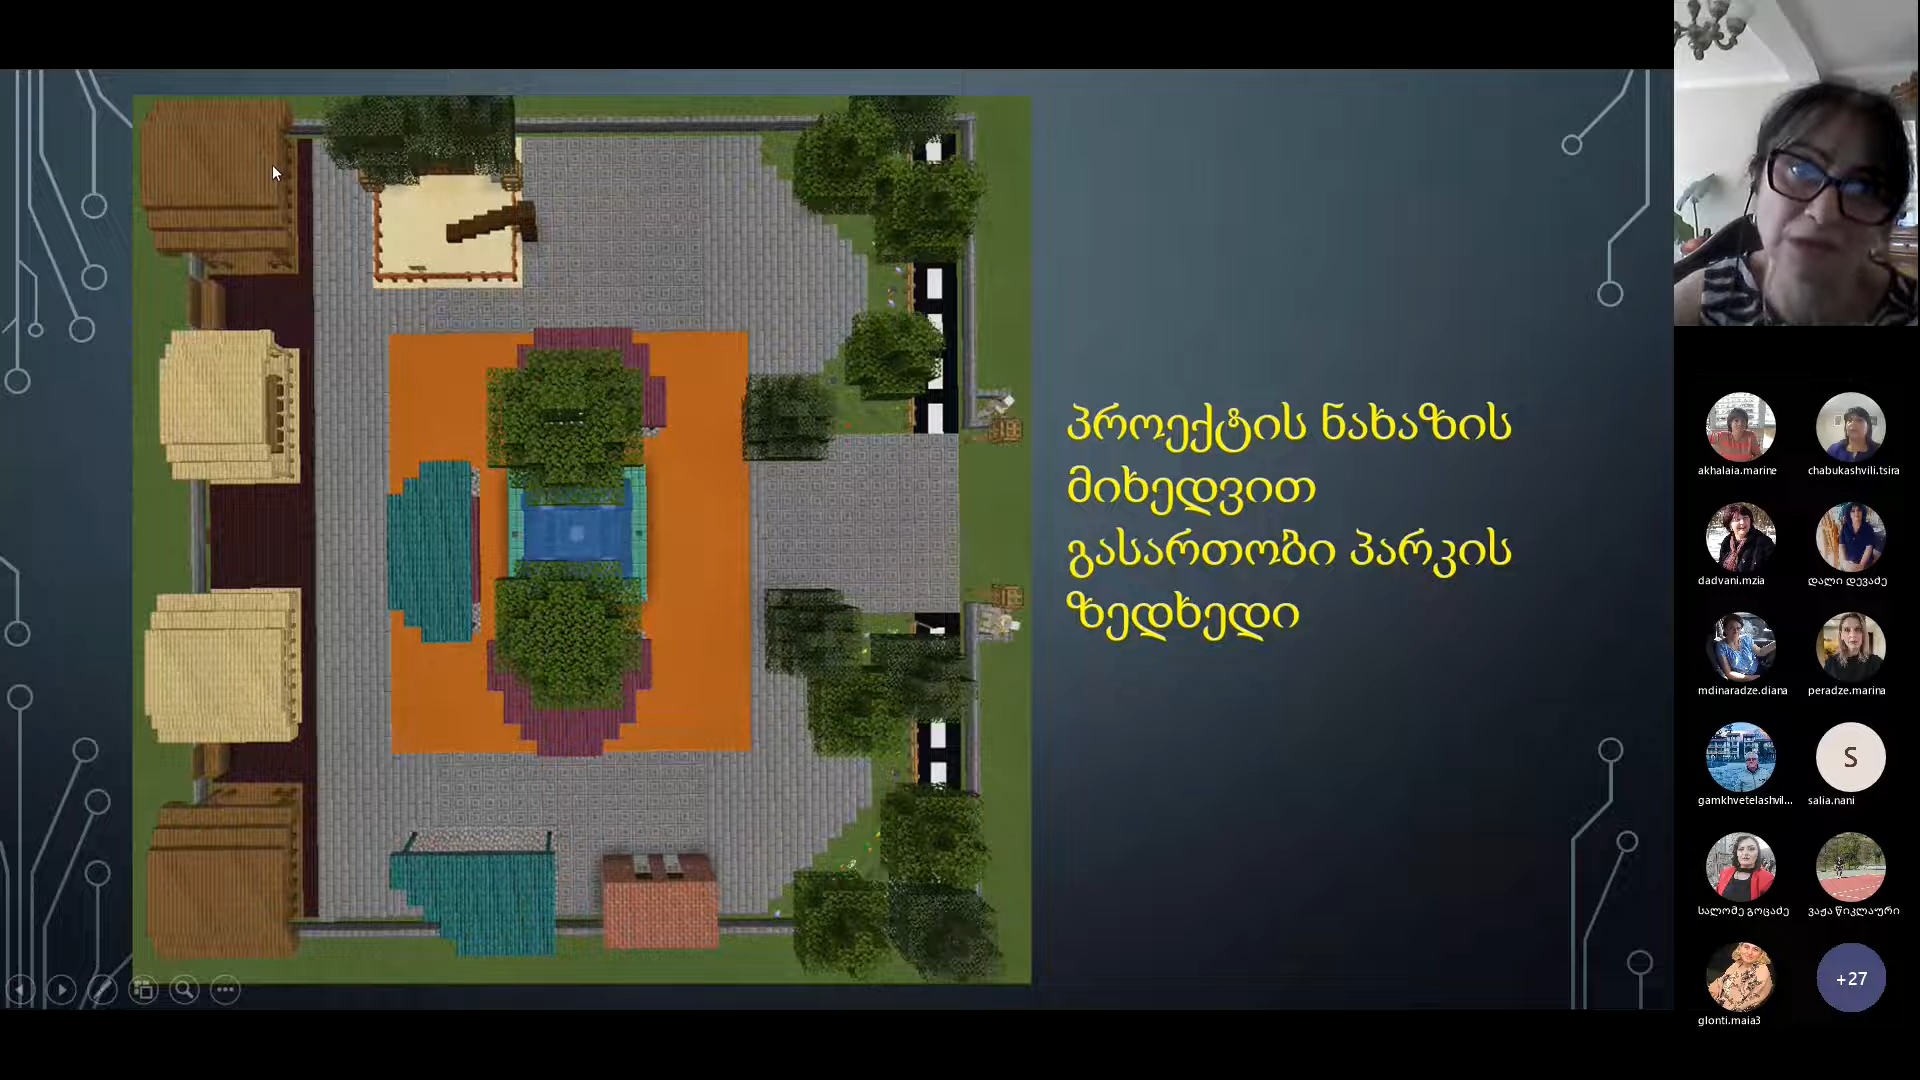 პროექტის ნახაზის
მიხედვით
გასართობი პარკის
ზედხედი
akhalaia.marine
chabukashvili.tsira
dadvani.mzia
დალი დევაძე
mdinaradze.diana
peradze.marina
gamkhvetelashvil...
S
salia.nani
სალომე გოცაძე
ვაჟა წიკლაური
glonti.maia3
+27